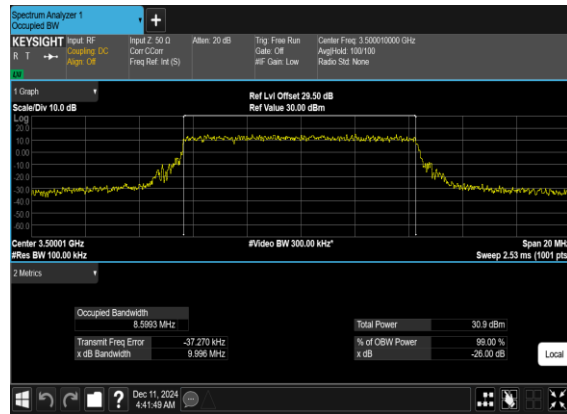 Spectrum Analyzer 1
Occupied BW
+
KEYSIGHT
R T
Input: RF
Coupling: DC
Align: Off
Input Z: 50 Ω
Corr CCorr
Freq Ref: Int (S)
Atten: 20 dB
Trig: Free Run
Gate: Off
#IF Gain: Low
Center Freq: 3.500010000 GHz
Avg|Hold: 100/100
Radio Std: None
1 Graph
Scale/Div 10.0 dB
Ref Lvl Offset 29.50 dB
Ref Value 30.00 dBm
Log
20.0
10.0
0.00
-10.0
-20.0
-30.0
-40.0
-50.0
-60.0
Center 3.50001 GHz
#Res BW 100.00 kHz
#Video BW 300.00 kHz*
Span 20 MHz
Sweep 2.53 ms (1001 pts)
2 Metrics
Occupied Bandwidth
8.5993 MHz
Total Power 30.9 dBm
Transmit Freq Error -37.270 kHz
% of OBW Power 99.00 %
x dB Bandwidth 9.996 MHz
x dB -26.00 dB
Local
?
Dec 11, 2024
4:41:49 AM